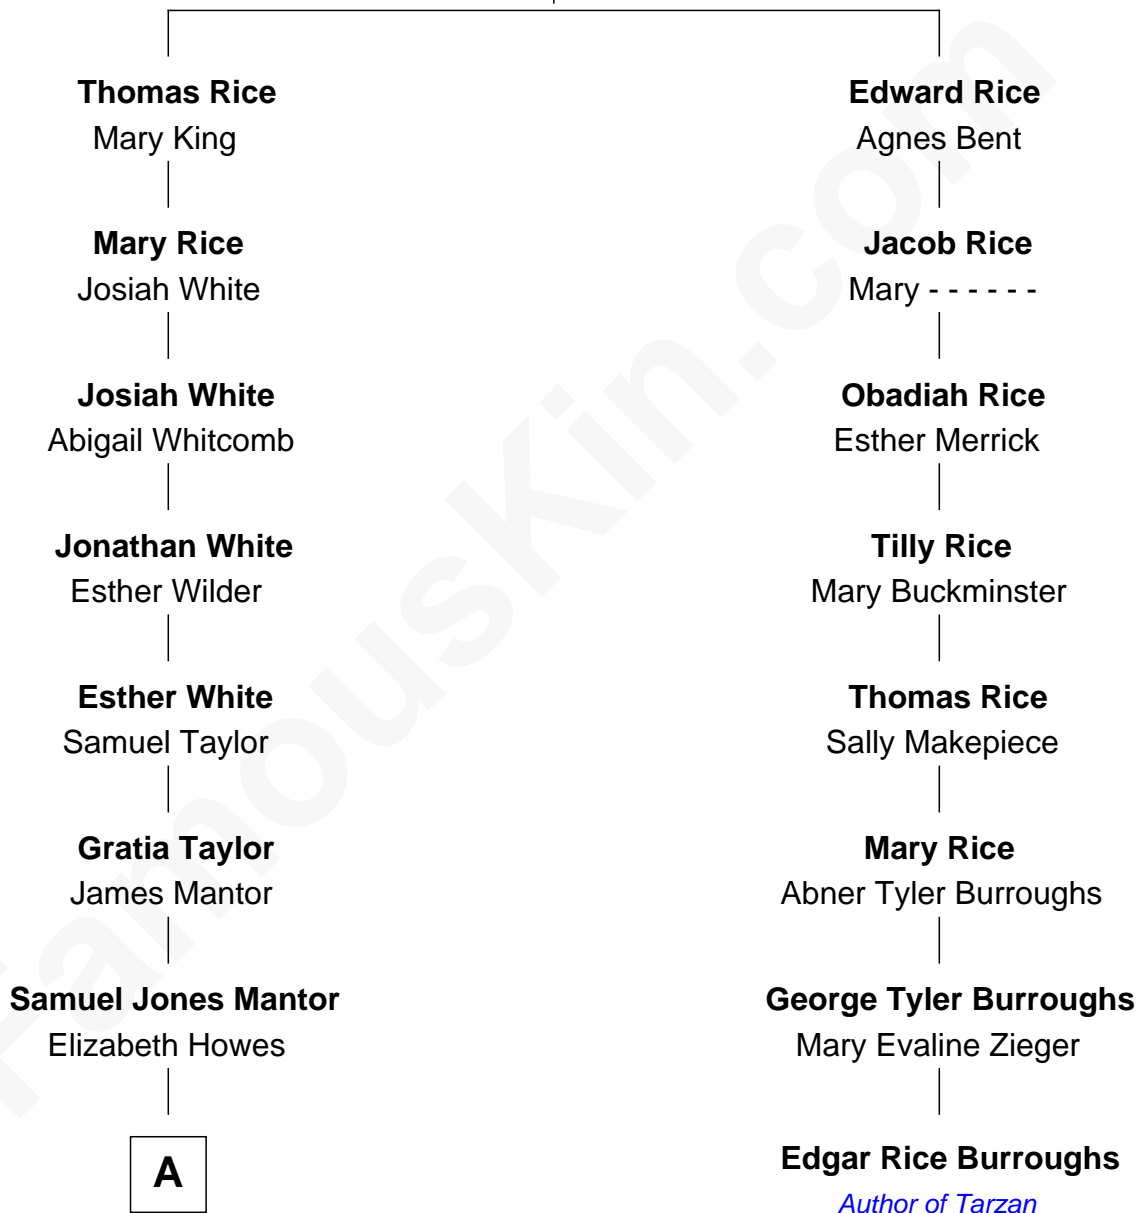 Thomas Rice
Mary King
Edward Rice
Agnes Bent
Mary Rice
Josiah White
Jacob Rice
Mary - - - - - -
Josiah White
Abigail Whitcomb
Obadiah Rice
Esther Merrick
Jonathan White
Esther Wilder
Tilly Rice
Mary Buckminster
Esther White
Samuel Taylor
Thomas Rice
Sally Makepiece
Gratia Taylor
James Mantor
Mary Rice
Abner Tyler Burroughs
Samuel Jones Mantor
Elizabeth Howes
George Tyler Burroughs
Mary Evaline Zieger
A
Edgar Rice Burroughs
Author of Tarzan
FamousKin.com